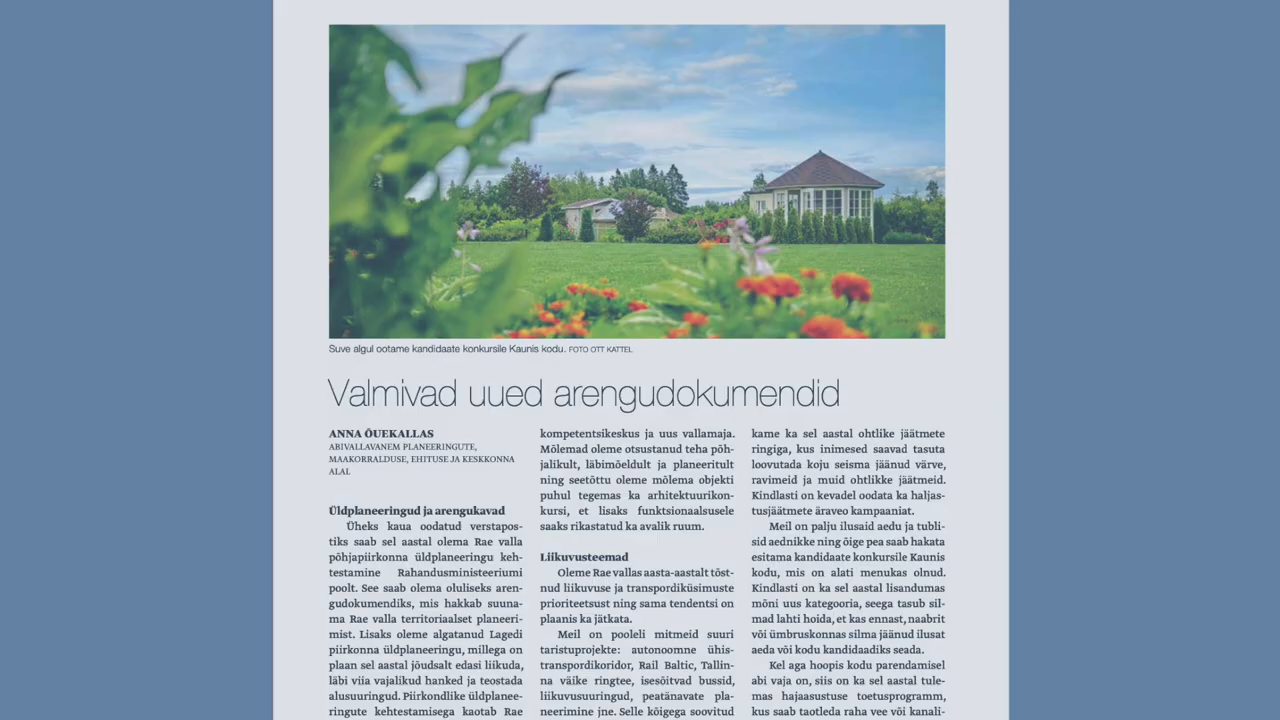 Suve algul ootame kandidaate konkursile Kaunis kodu. FOTO OTT KATTEL
Valmivad uued arengudokumendid
ANNA ÕUEKALLAS
ABIVALLAVANEM PLANEERINGUTE,
MAAKORRALDUSE, EHITUSE JA KESKKONNA
ALAL
Üldplaneeringud ja arengukavad
Üheks kaua oodatud verstapos-
tiks saab sel aastal olema Rae valla
põhjapiirkonna üldplaneeringu keh-
testamine Rahandusministeeriumi
poolt. See saab olema oluliseks aren-
gudokumendiks, mis hakkab suuna-
ma Rae valla territoriaalset planeeri-
mist. Lisaks oleme algatanud Lagedi
piirkonna üldplaneeringu, millega on
plaan sel aastal jõudsalt edasi liikuda,
läbi viia vajalikud hanked ja teostada
alusuuringud. Piirkondlike üldplanee-
ringute kehtestamisega kaotab Rae
kompetentsikeskus ja uus vallamaja.
Mõlemad oleme otsustanud teha põh-
jalikult, läbimõeldult ja planeeritult
ning seetõttu oleme mõlema objekti
puhul tegemas ka arhitektuurikon-
kursi, et lisaks funktsionaalsusele
saaks rikastatud ka avalik ruum.
Liikuvusteemad
Oleme Rae vallas aasta-aastalt tõst-
nud liikuvuse ja transpordiküsimuste
prioriteetsust ning sama tendentsi on
plaanis ka jätkata.
Meil on pooleli mitmeid suuri
taristuprojekte: autonoomne ühis-
transpordikoridor, Rail Baltic, Tallin-
na väike ringtee, isesõitvad bussid,
liikuvusuuringud, peatänavate pla-
neerimine jne. Selle kõigega soovitud
kame ka sel aastal ohtlike jäätmete
ringiga, kus inimesed saavad tasuta
loovutada koju seisma jäänud värve,
ravimeid ja muid ohtlikke jäätmeid.
Kindlasti on kevadel oodata ka haljas-
tusjäätmete äraveo kampaaniat.
Meil on palju ilusaid aedu ja tubli-
sid aednikke ning õige pea saab hakata
esitama kandidaate konkursile Kaunis
kodu, mis on alati menukas olnud.
Kindlasti on ka sel aastal lisandumas
mõni uus kategooria, seega tasub sil-
mad lahti hoida, et kas ennast, naabrit
või ümbruskonnas silma jäänud ilusat
aeda või kodu kandidaadiks seada.
Kel aga hoopis kodu parendamisel
abi vaja on, siis on ka sel aastal tule-
mas hajaasustuse toetusprogramm,
kus saab taotleda raha vee või kanali-